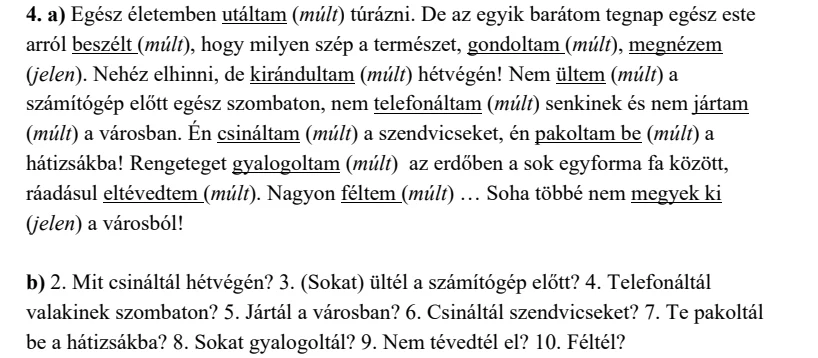 4. a) Egész életemben utáltam (múlt) túrázni. De az egyik barátom tegnap egész este
arról beszélt (múlt), hogy milyen szép a természet, gondoltam (múlt), megnézem
(jelen). Nehéz elhinni, de kirándultam (múlt) hétvégén! Nem ültem (múlt) a
számítógép előtt egész szombaton, nem telefonáltam (múlt) senkinek és nem jártam
(múlt) a városban. Én csináltam (múlt) a szendvicseket, én pakoltam be (múlt) a
hátizsákba! Rengeteget gyalogoltam (múlt) az erdőben a sok egyforma fa között,
ráadásul eltévedtem (múlt). Nagyon féltem (múlt) … Soha többé nem megyek ki
(jelen) a városból!
b) 2. Mit csináltál hétvégén? 3. (Sokat) ültél a számítógép előtt? 4. Telefonáltál
valakinek szombaton? 5. Jártál a városban? 6. Csináltál szendvicseket? 7. Te pakoltál
be a hátizsákba? 8. Sokat gyalogoltál? 9. Nem tévedtél el? 10. Féltél?